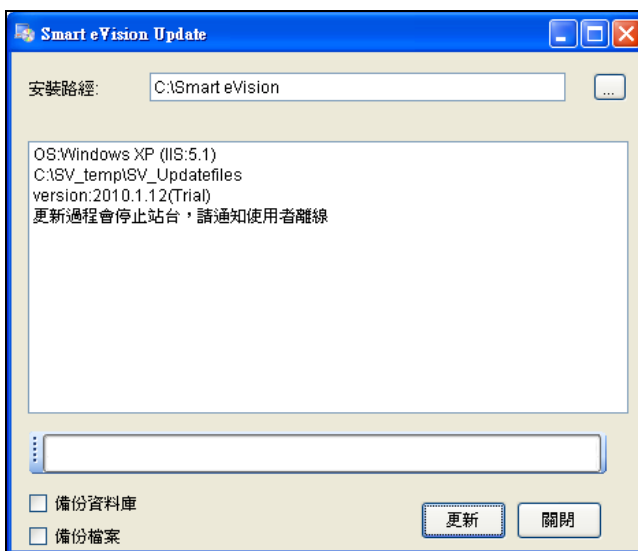 Smart eVision Update
安裝路經: C:\Smart eVision ...
OS:Windows XP (IIS:5.1)
C:\SV_temp\SV_Updatefiles
version:2010.1.12(Trial)
更新過程會停止站台，請通知使用者離線
備份資料庫
備份檔案
更新 關閉